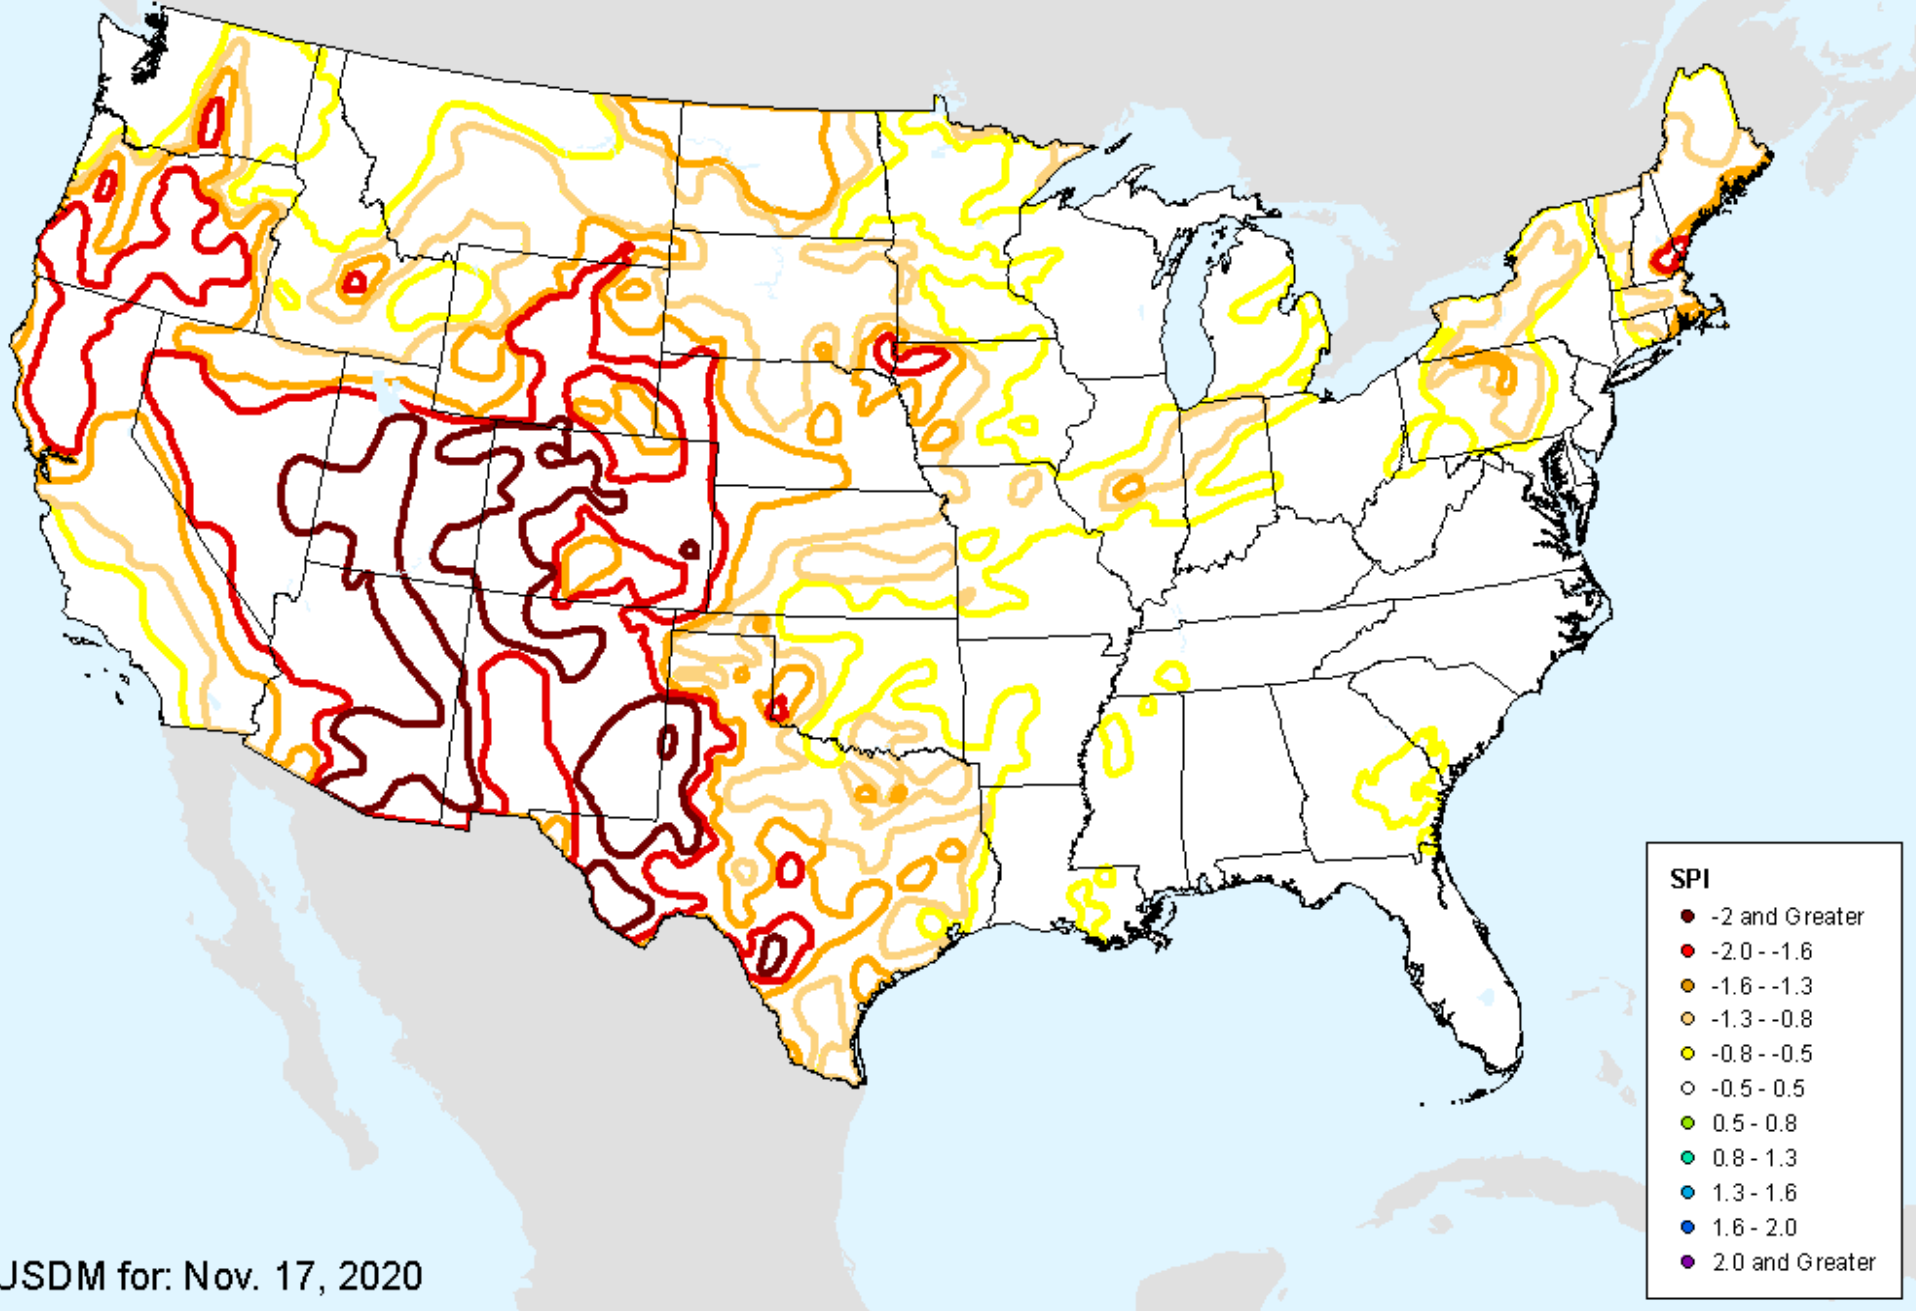 SPI
-2 and Greater
-2.0 - -1.6
-1.6 - -1.3
-1.3 - -0.8
-0.8 - -0.5
-0.5 - 0.5
0.5 - 0.8
0.8 - 1.3
1.3 - 1.6
1.6 - 2.0
2.0 and Greater
USDM for: Nov. 17, 2020